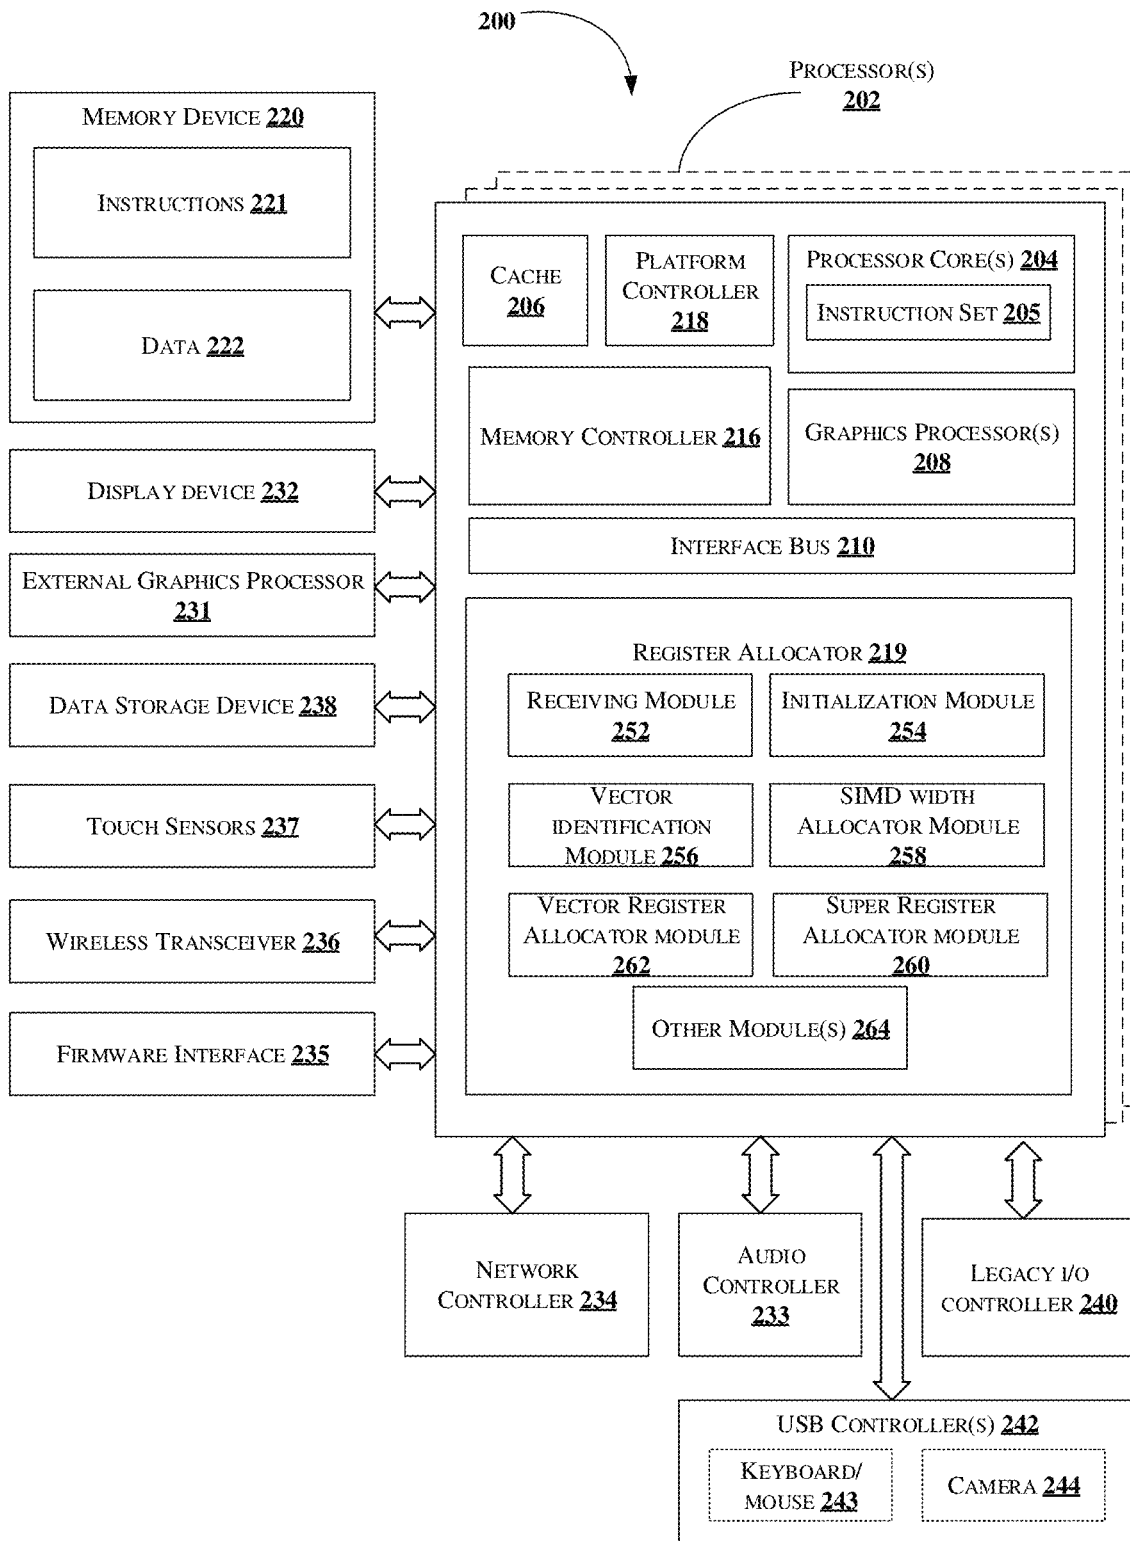 200
PROCESSOR(S)
202
MEMORY DEVICE 220
INSTRUCTIONS 221
DATA 222
CACHE
206
PLATFORM
CONTROLLER
218
PROCESSOR CORE(S) 204
INSTRUCTION SET 205
MEMORY CONTROLLER 216
GRAPHICS PROCESSOR(S)
208
DISPLAY DEVICE 232
INTERFACE BUS 210
EXTERNAL GRAPHICS PROCESSOR
231
REGISTER ALLOCATOR 219
RECEIVING MODULE
252
INITIALIZATION MODULE
254
DATA STORAGE DEVICE 238
VECTOR
IDENTIFICATION
MODULE 256
SIMD WIDTH
ALLOCATOR MODULE
258
TOUCH SENSORS 237
VECTOR REGISTER
ALLOCATOR MODULE
262
SUPER REGISTER
ALLOCATOR MODULE
260
WIRELESS TRANSCEIVER 236
OTHER MODULE(S) 264
FIRMWARE INTERFACE 235
NETWORK
CONTROLLER 234
AUDIO
CONTROLLER
233
LEGACY I/O
CONTROLLER 240
USB CONTROLLER(S) 242
KEYBOARD/
MOUSE 243
CAMERA 244